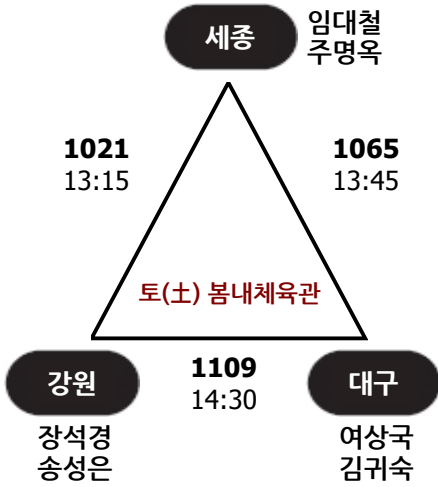 세종
임대철
주명옥
1021
13:15
1065
13:45
토(土) 봄내체육관
강원
1109
14:30
대구
장석경
송성은
여상국
김귀숙